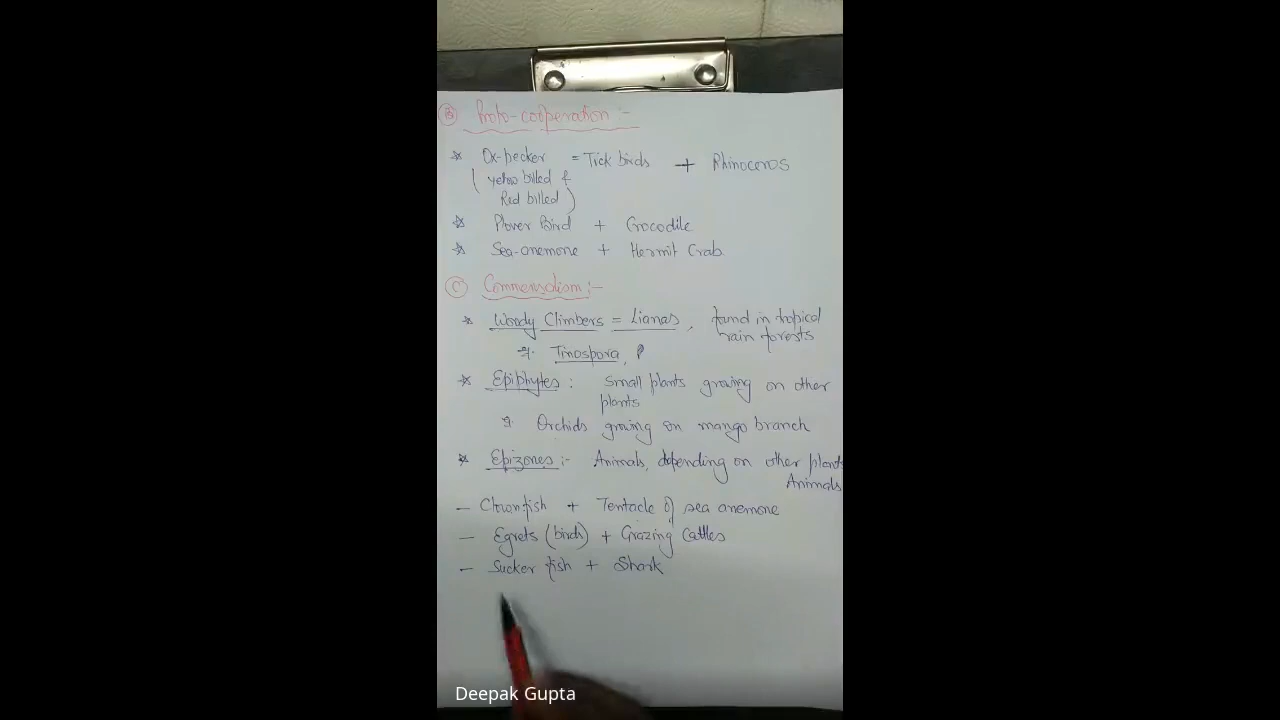 B Proto-cooperation :-
* Ox-pecker = Tick birds + Rhinoceros
( yellow billed &
Red billed )
* Plover Bird + Crocodile
* Sea-anemone + Hermit Crab
C Commensalism :-
* Woody Climbers = Lianas, found in tropical
rain forests
eg. Tinospora, P
* Epiphytes : Small plants growing on other
plants
eg. Orchids growing on mango branch
* Epizones :- Animals, depending on other plants
Animals
- Clownfish + Tentacle of sea anemone
- Egrets (birds) + Grazing Cattles
- Sucker fish + Shark
Deepak Gupta